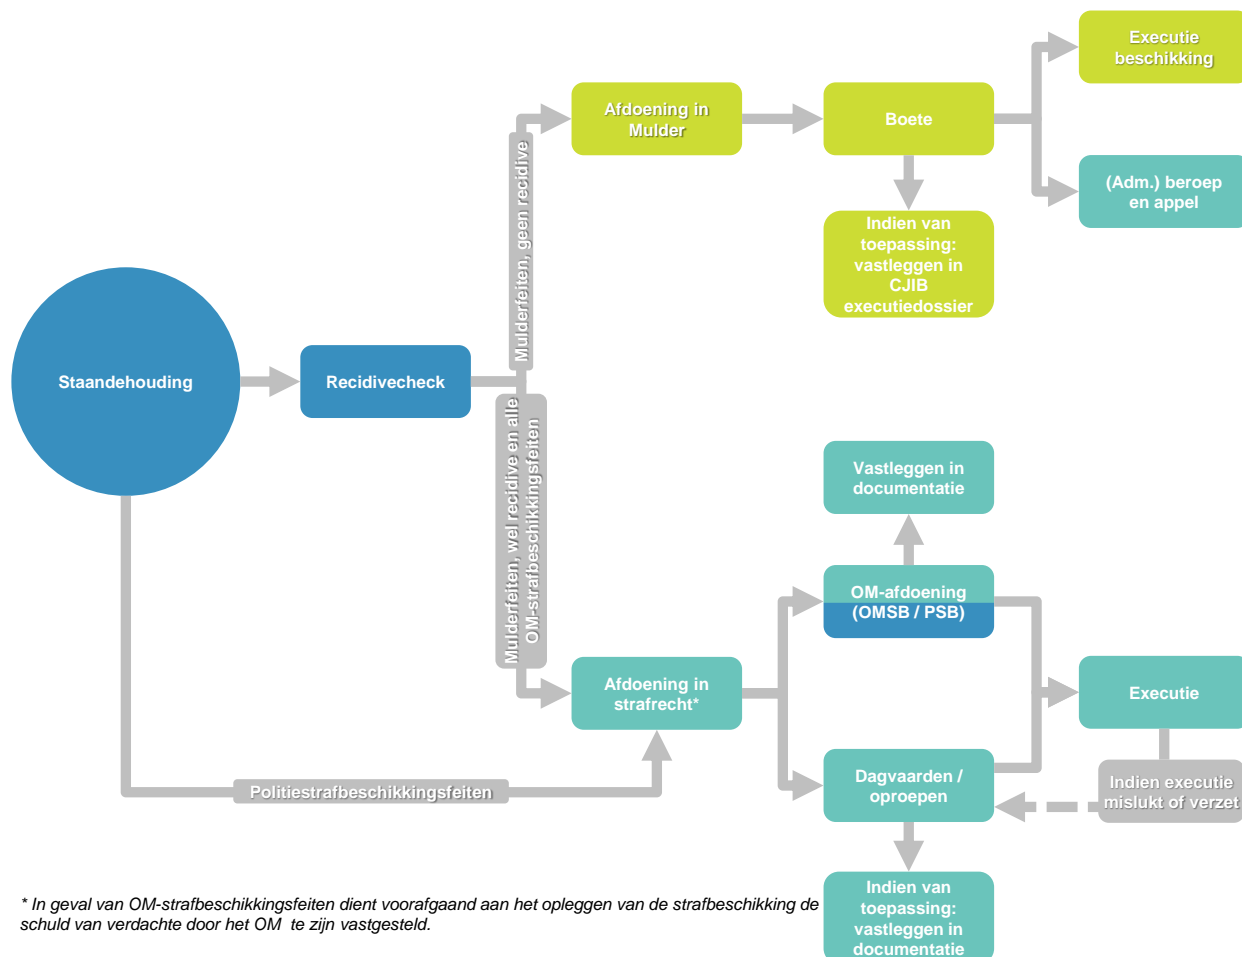 Executie
beschikking
Afdoening in
Mulder
Boete
(Adm.) beroep
en appel
Indien van
toepassing:
vastleggen in
CJIB
executiedossier
Mulderfeiten, geen recidive
Staandehouding
Recidivecheck
Mulderfeiten, wel recidive en alle
OM-strafbeschikkingsfeiten
Vastleggen in
documentatie
OM-afdoening
(OMSB / PSB)
Afdoening in
strafrecht*
Executie
Politiestrafbeschikkingsfeiten
Dagvaarden /
oproepen
Indien executie
mislukt of verzet
Indien van
toepassing:
vastleggen in
documentatie
* In geval van OM-strafbeschikkingsfeiten dient voorafgaand aan het opleggen van de strafbeschikking de
schuld van verdachte door het OM te zijn vastgesteld.